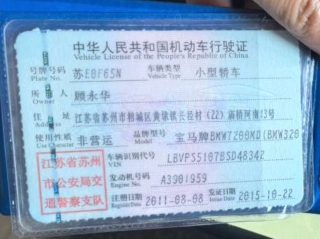 中华人民共和国机动车行驶证
Vehicle License of the People's Republic of China
号牌号码 苏E0F65N 车辆类型 小型轿车
Plate No. Vehicle Type
所有人 顾永华
Owner
住址 江苏省苏州市相城区黄埭镇长泾村(22)庙桥河南13号
Address
使用性质 非营运 品牌型号 宝马牌BMW7200MD(BMW320
Use Character Model
江苏省苏州市公安局交通警察支队
车辆识别代号 LBVPS5107BSD48342
VIN
发动机号码 A3901959
Engine No.
注册日期 2011-08-08 发证日期 2015-10-22
Register Date Issue Date